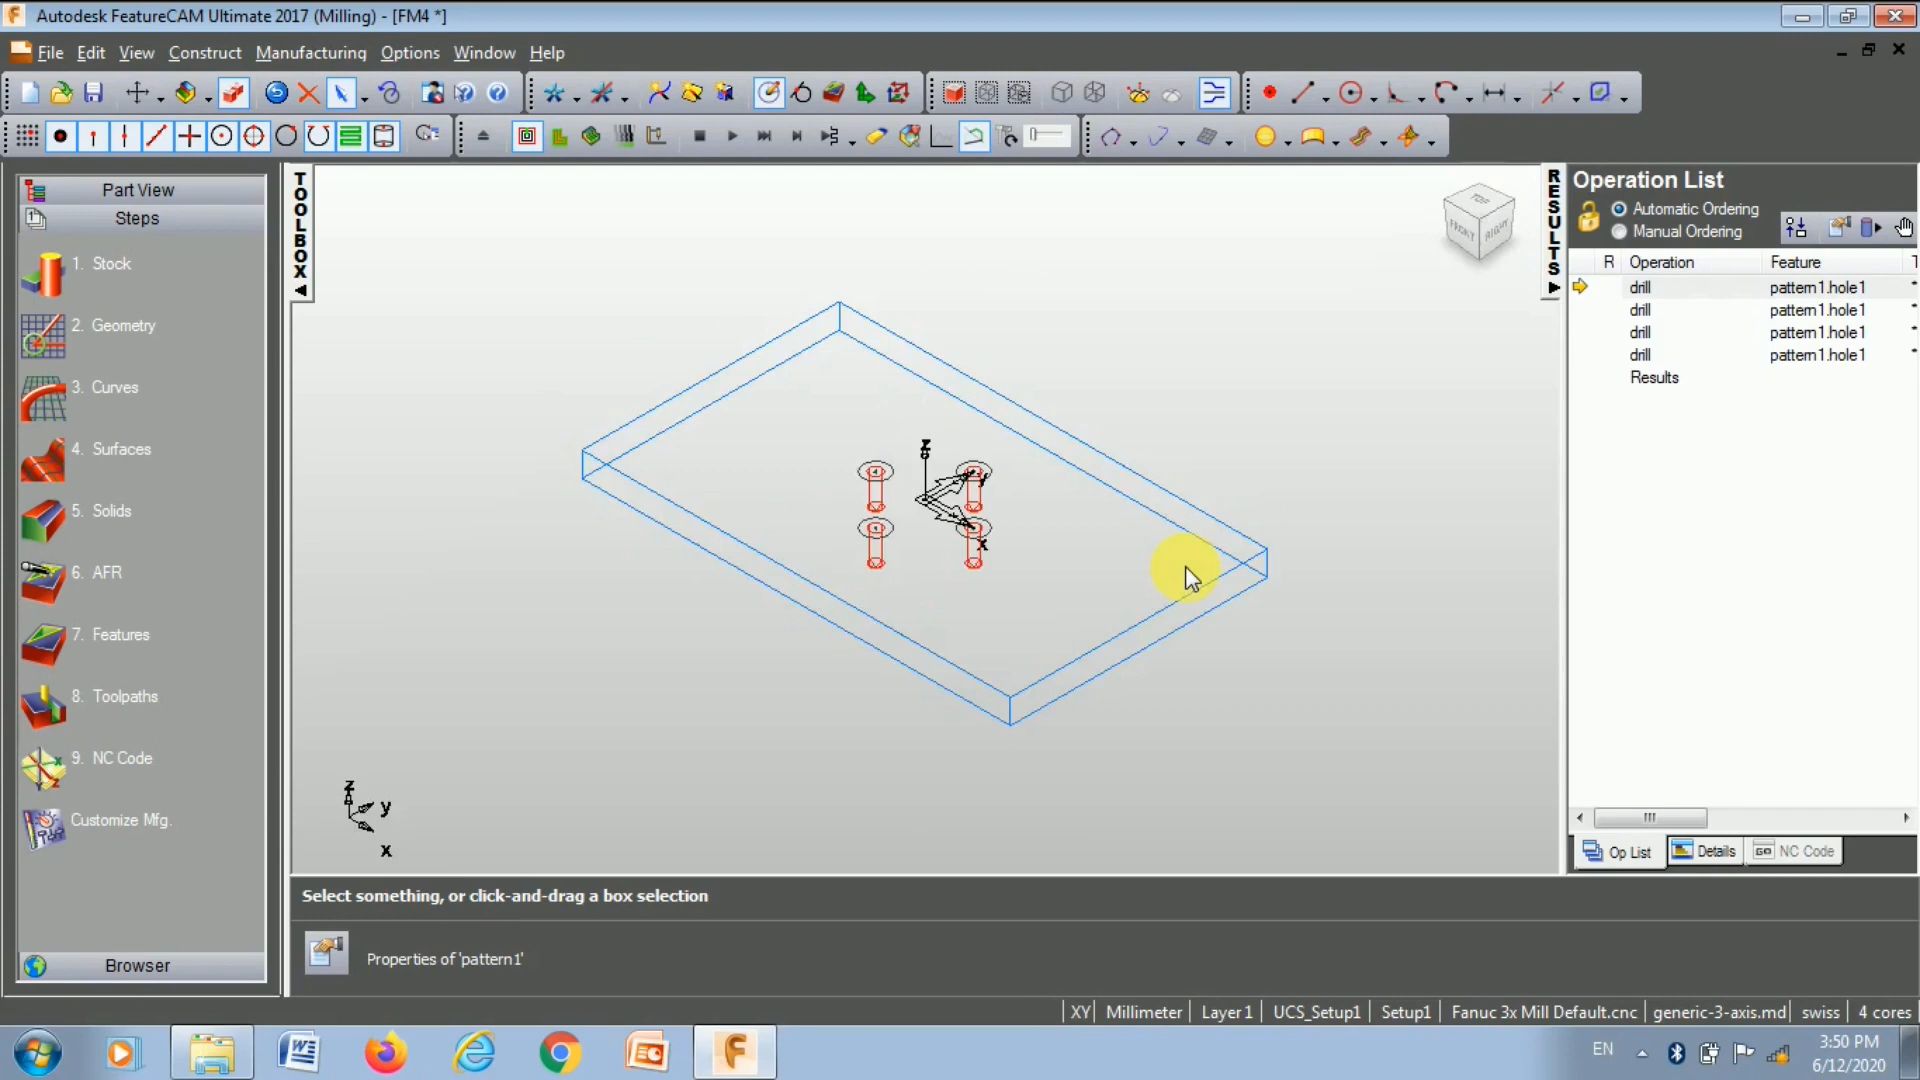 Autodesk FeatureCAM Ultimate 2017 (Milling) - [FM4 *]
File Edit View Construct Manufacturing Options Window Help
Part View
Steps
1. Stock
2. Geometry
3. Curves
4. Surfaces
5. Solids
6. AFR
7. Features
8. Toolpaths
9. NC Code
Customize Mfg.
Browser
TOOLBOX
TOP
FRONT
RIGHT
z
y
x
z
y
x
RESULTS
Operation List
Automatic Ordering
Manual Ordering
R Operation Feature T
drill pattern1.hole1
drill pattern1.hole1
drill pattern1.hole1
drill pattern1.hole1
Results
Op List Details NC Code
Select something, or click-and-drag a box selection
Properties of 'pattern1'
XY Millimeter Layer1 UCS_Setup1 Setup1 Fanuc 3x Mill Default.cnc generic-3-axis.md swiss 4 cores
EN
3:50 PM
6/12/2020